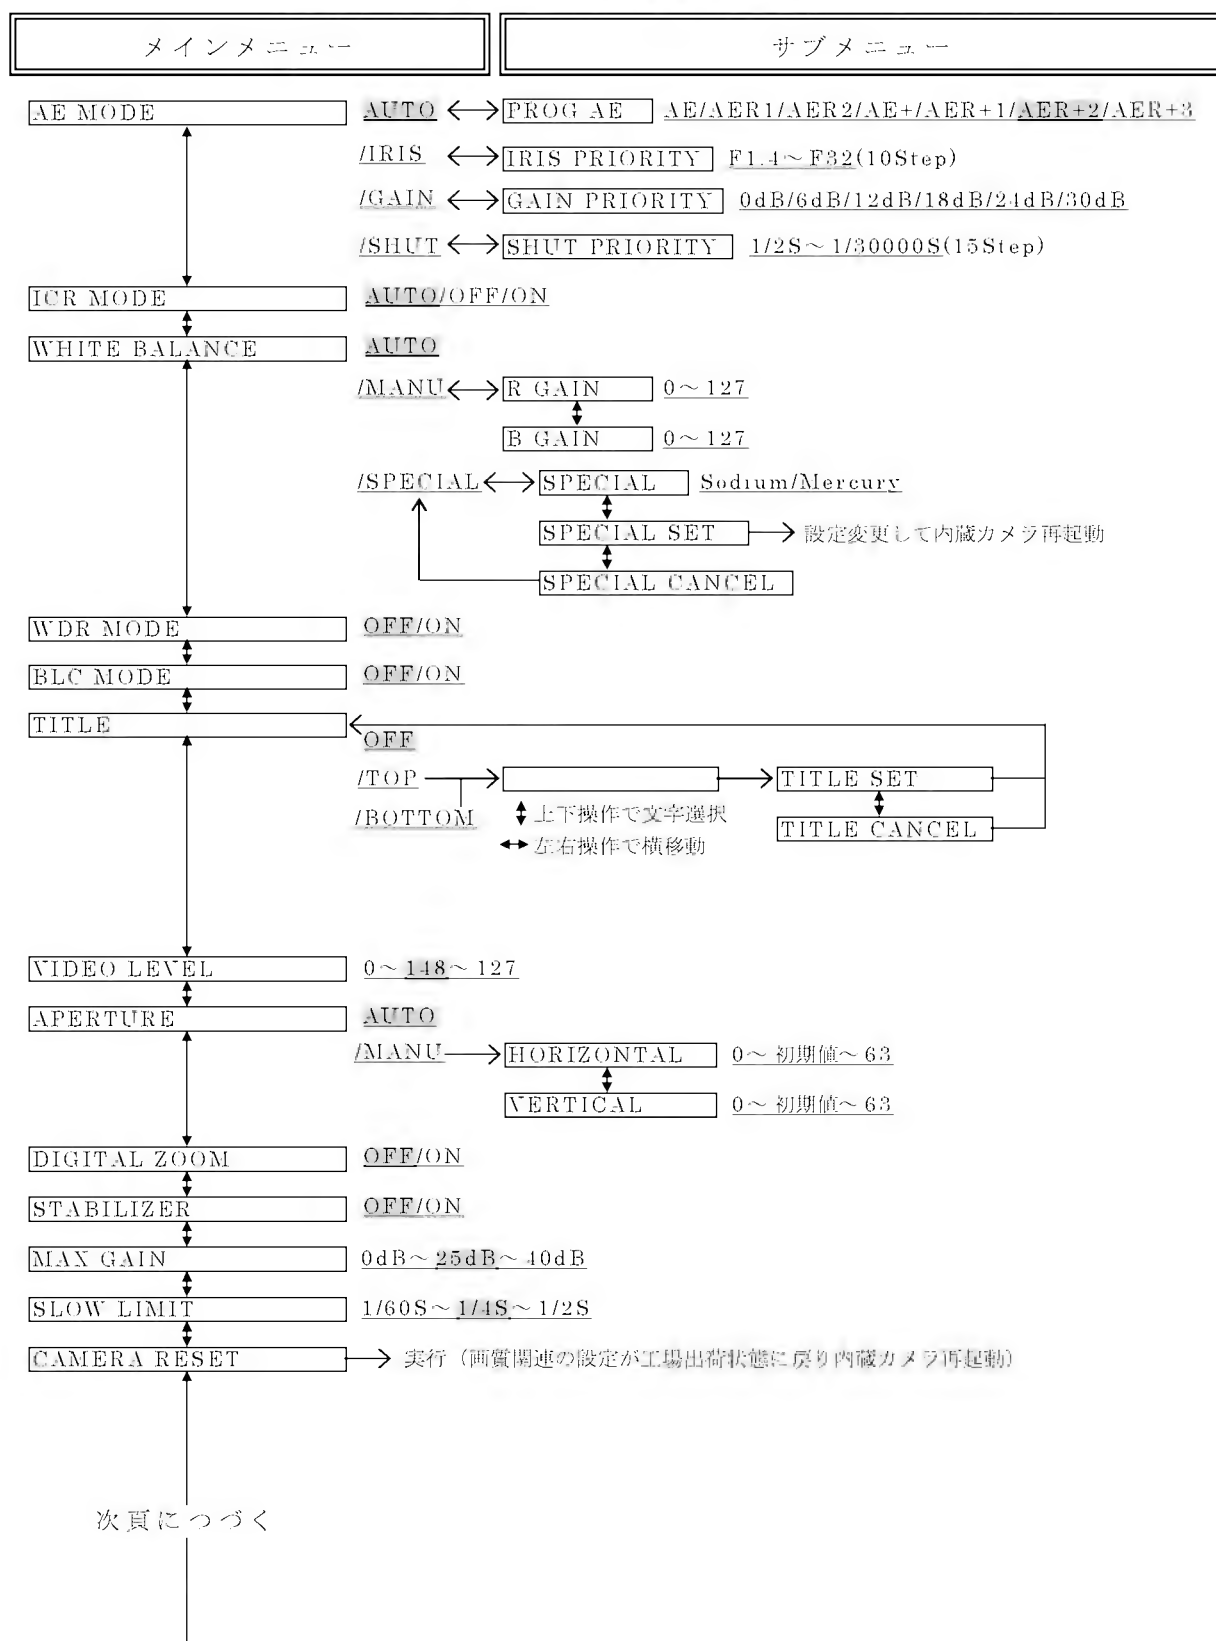 メインメニュー サブメニュー
AE MODE AUTO PROG AE AE/AER1/AER2/AE+/AER+1/AER+2/AER+3
/IRIS IRIS PRIORITY F1.4～F32(10Step)
/GAIN GAIN PRIORITY 0dB/6dB/12dB/18dB/24dB/30dB
/SHUT SHUT PRIORITY 1/2S～1/30000S(15Step)
ICR MODE AUTO/OFF/ON
WHITE BALANCE AUTO
/MANU R GAIN 0～127
B GAIN 0～127
/SPECIAL SPECIAL Sodium/Mercury
SPECIAL SET 設定変更して内蔵カメラ再起動
SPECIAL CANCEL
WDR MODE OFF/ON
BLC MODE OFF/ON
TITLE
OFF
/TOP TITLE SET
/BOTTOM 上下操作で文字選択 TITLE CANCEL
左右操作で横移動
VIDEO LEVEL 0～148～127
APERTURE AUTO
/MANU HORIZONTAL 0～初期値～63
VERTICAL 0～初期値～63
DIGITAL ZOOM OFF/ON
STABILIZER OFF/ON
MAX GAIN 0dB～25dB～40dB
SLOW LIMIT 1/60S～1/4S～1/2S
CAMERA RESET 実行（画質関連の設定が工場出荷状態に戻り内蔵カメラ再起動）
次頁につづく